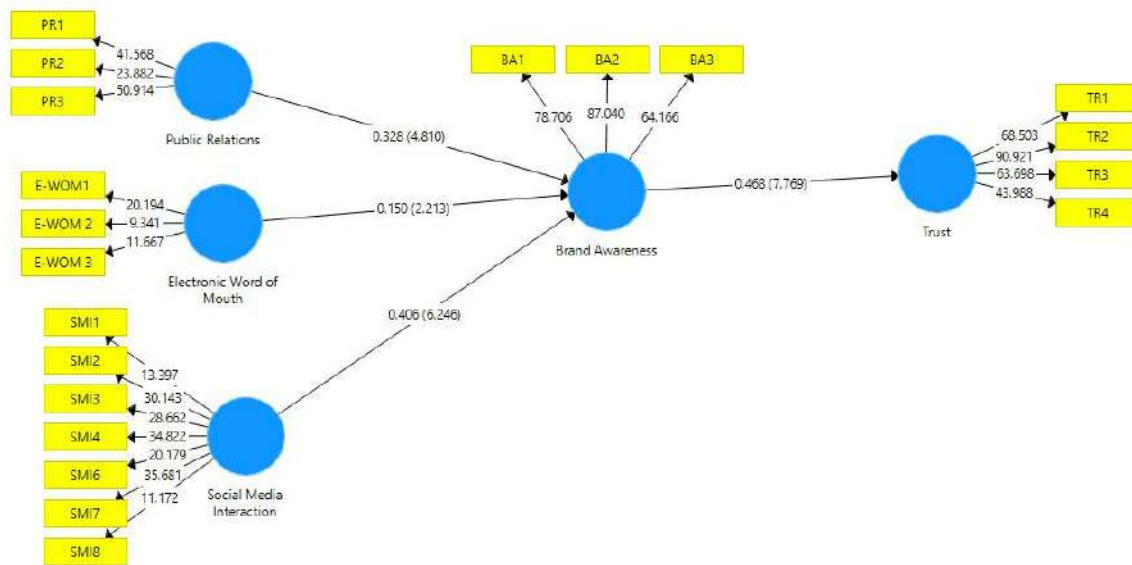 PR1
PR2
PR3
41.568
23.882
50.914
Public Relations
E-WOM1
E-WOM 2
E-WOM 3
20.194
9.341
11.667
Electronic Word of
Mouth
SMI1
SMI2
SMI3
SMI4
SMI6
SMI7
SMI8
13.397
30.143
28.662
34.822
20.179
35.681
11.172
Social Media
Interaction
0.328 (4.810)
0.150 (2.213)
0.406 (6.246)
BA1
BA2
BA3
78.706
87.040
64.166
Brand Awareness
0.468 (7.769)
TR1
TR2
TR3
TR4
68.503
90.921
43.988
Trust